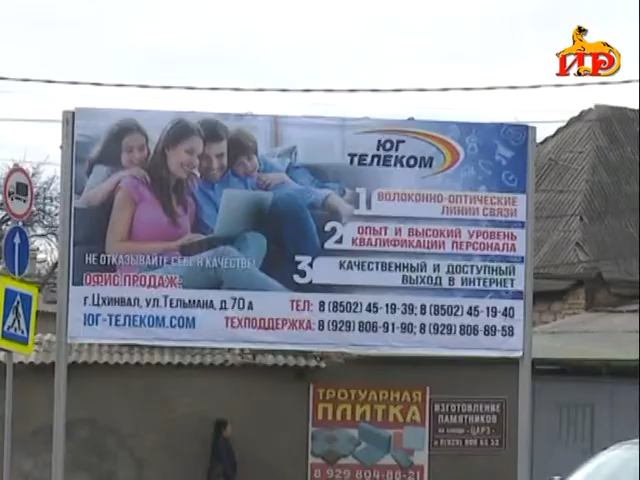 ИР
ЮГ
ТЕЛЕКОМ
1 ВОЛОКОННО-ОПТИЧЕСКИЕ
ЛИНИИ СВЯЗИ
2 ОПЫТ И ВЫСОКИЙ УРОВЕНЬ
КВАЛИФИКАЦИИ ПЕРСОНАЛА
3 КАЧЕСТВЕННЫЙ И ДОСТУПНЫЙ
ВЫХОД В ИНТЕРНЕТ
НЕ ОТКАЗЫВАЙТЕ СЕБЕ В КАЧЕСТВЕ!
ОФИС ПРОДАЖ:
г.Цхинвал, ул.Тельмана, д.70 а
ЮГ-ТЕЛЕКОМ.COM
ТЕЛ: 8 (8502) 45-19-39; 8 (8502) 45-19-40
ТЕХПОДДЕРЖКА: 8 (929) 806-91-90; 8 (929) 806-89-58
ТРОТУАРНАЯ
ПЛИТКА
8 929 804-88-21
ИЗГОТОВЛЕНИЕ
ПАМЯТНИКОВ